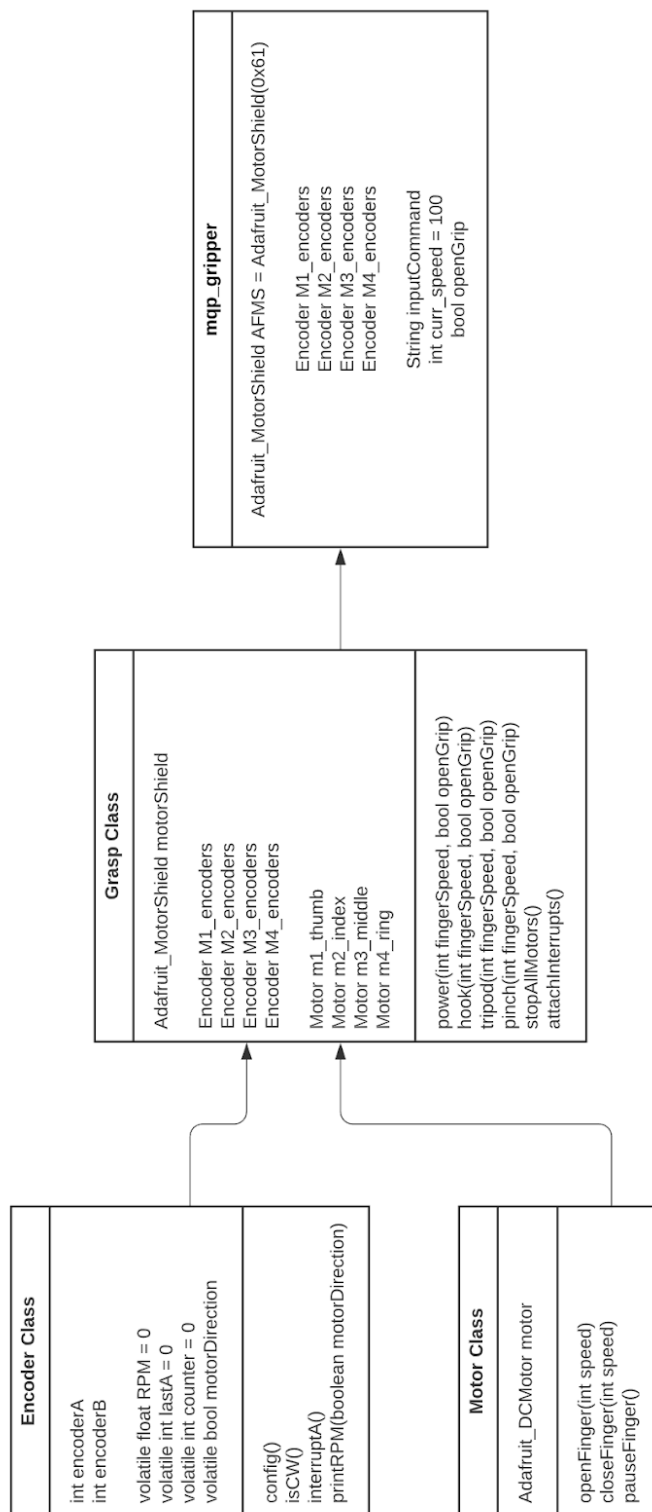 Encoder Class
int encoderA
int encoderB
volatile float RPM = 0
volatile int lastA = 0
volatile int counter = 0
volatile bool motorDirection
config()
isCW()
interruptA()
printRPM(boolean motorDirection)
Motor Class
Adafruit_DCMotor motor
openFinger(int speed)
closeFinger(int speed)
pauseFinger()
Grasp Class
Adafruit_MotorShield motorShield
Encoder M1_encoders
Encoder M2_encoders
Encoder M3_encoders
Encoder M4_encoders
Motor m1_thumb
Motor m2_index
Motor m3_middle
Motor m4_ring
power(int fingerSpeed, bool openGrip)
hook(int fingerSpeed, bool openGrip)
tripod(int fingerSpeed, bool openGrip)
pinch(int fingerSpeed, bool openGrip)
stopAllMotors()
attachInterrupts()
mqp_gripper
Adafruit_MotorShield AFMS = Adafruit_MotorShield(0x61)
Encoder M1_encoders
Encoder M2_encoders
Encoder M3_encoders
Encoder M4_encoders
String inputCommand
int curr_speed = 100
bool openGrip